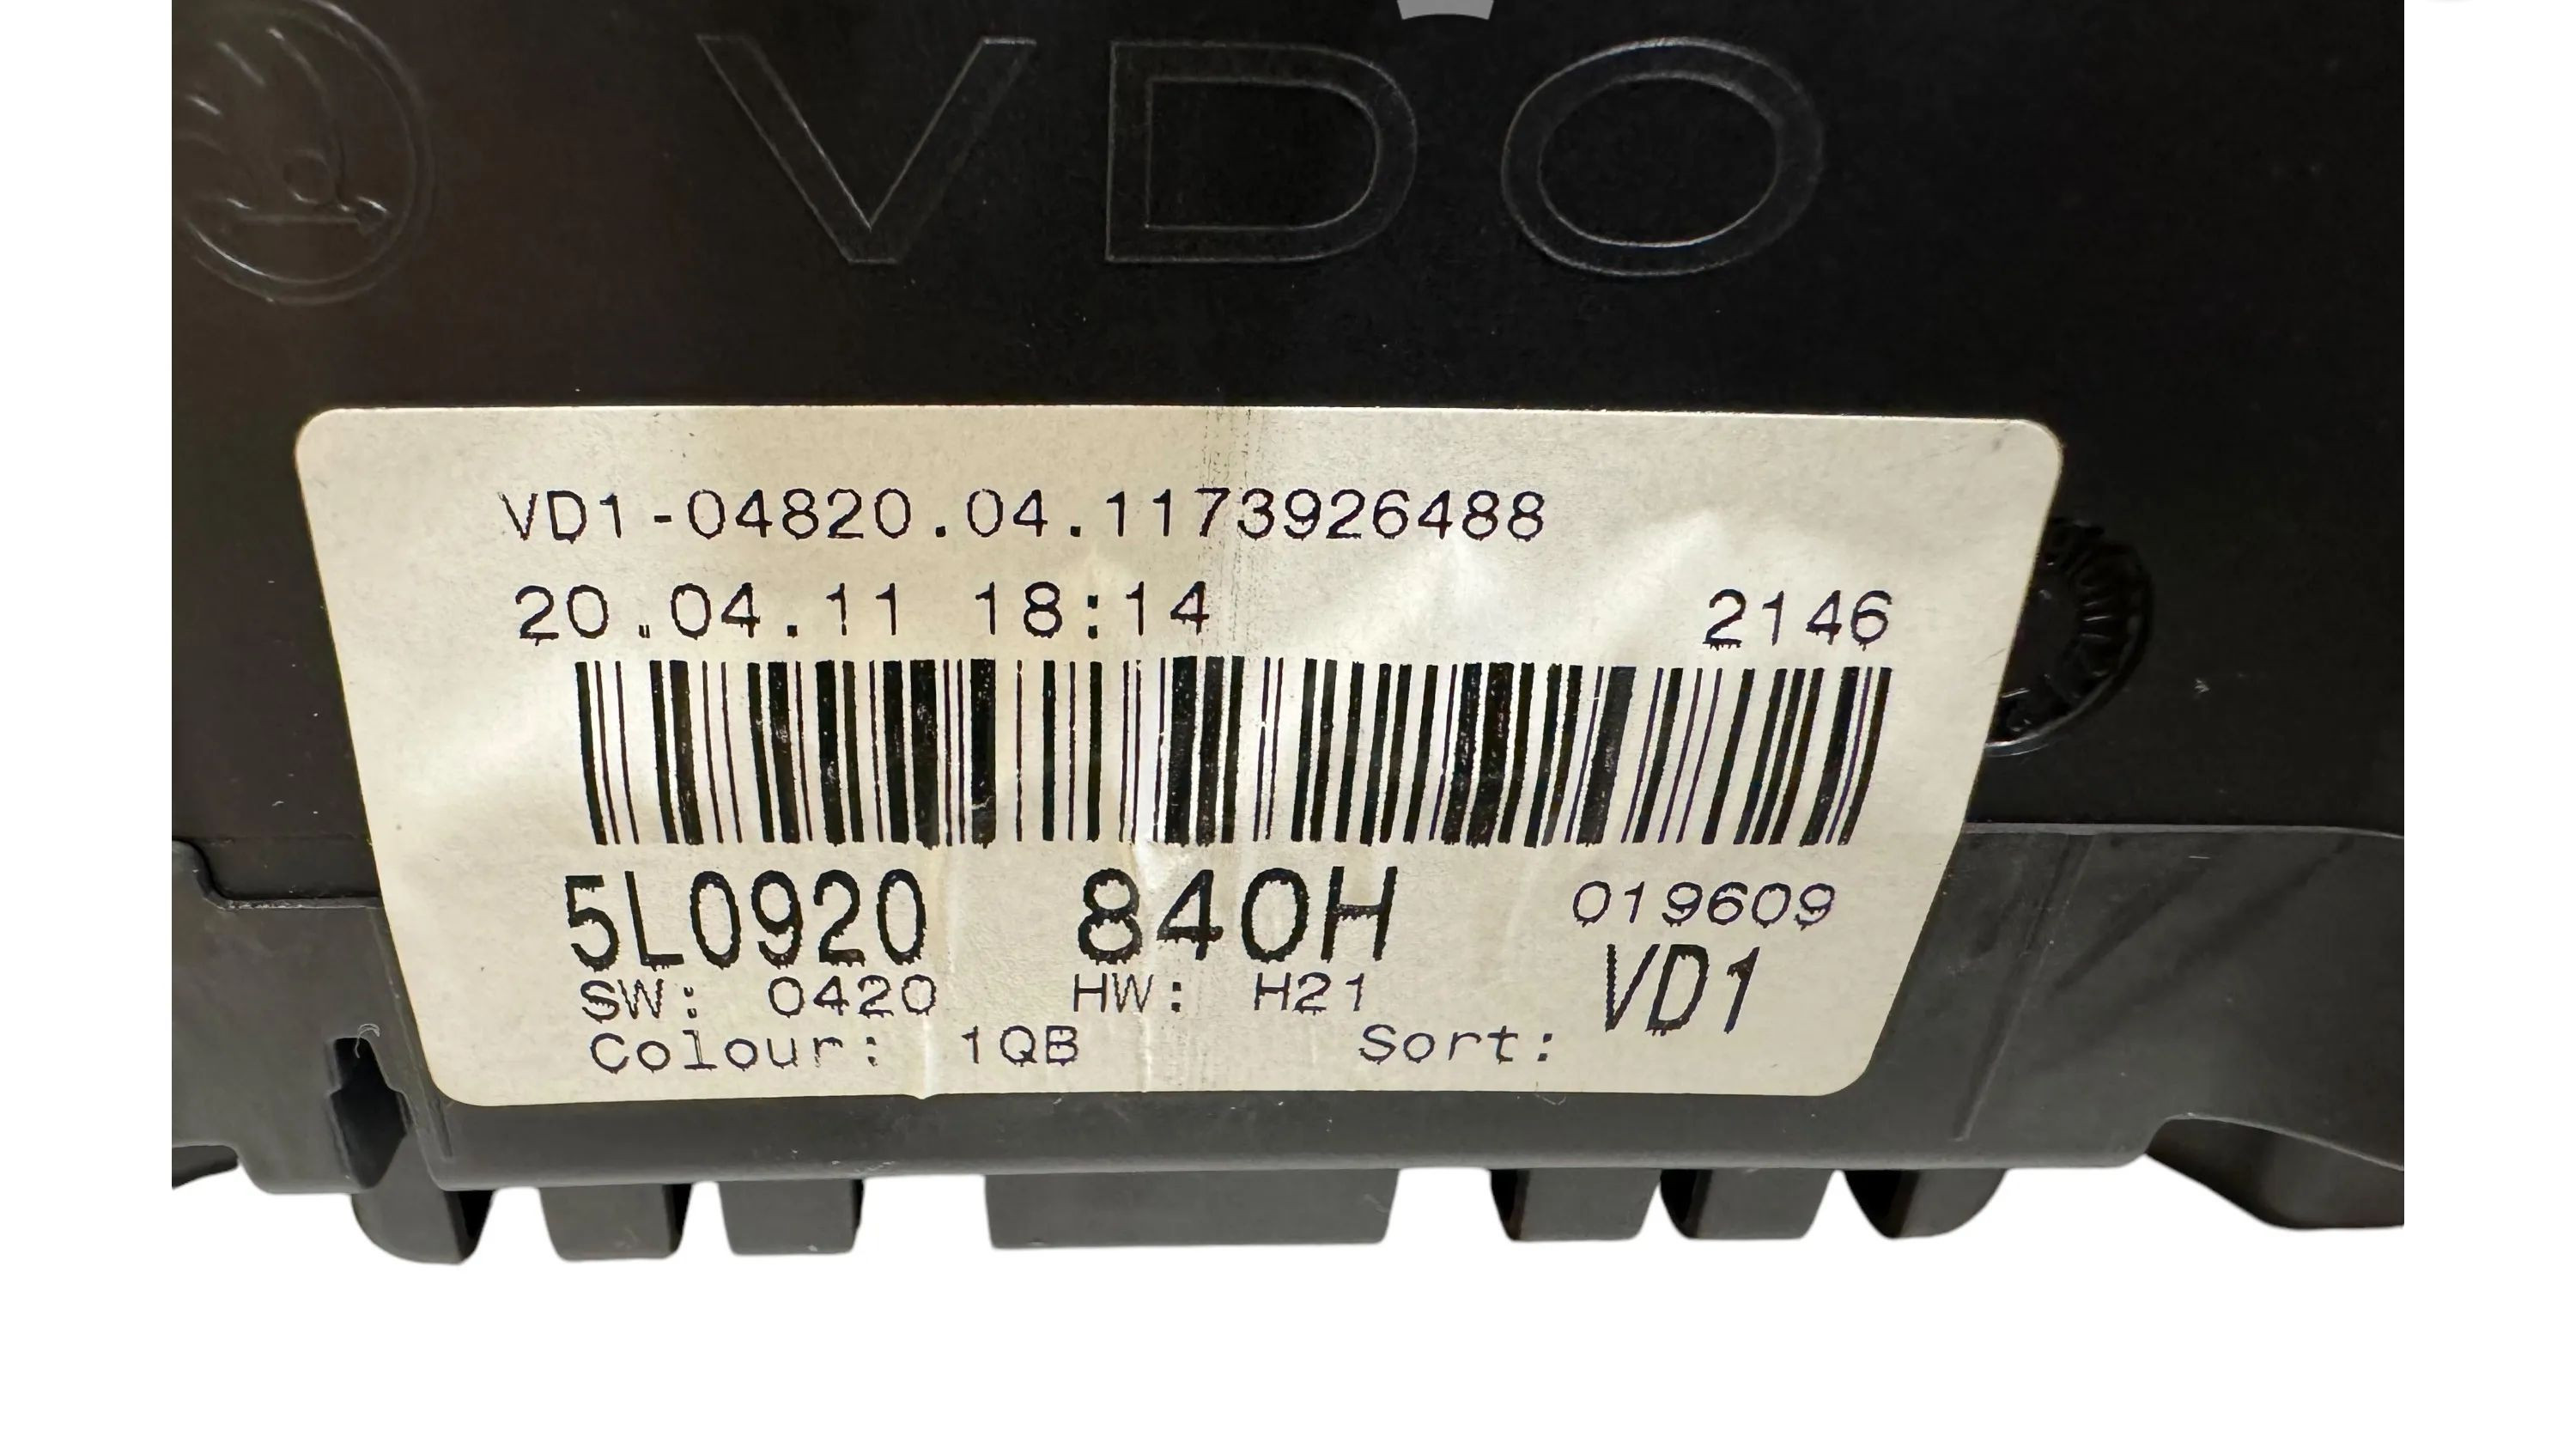 VDO
VD1-04820.04.1173926488
20.04.11 18:14 2146
5L0920 840H 019609
SW: 0420 HW: H21 VD1
Colour: 1QB Sort: